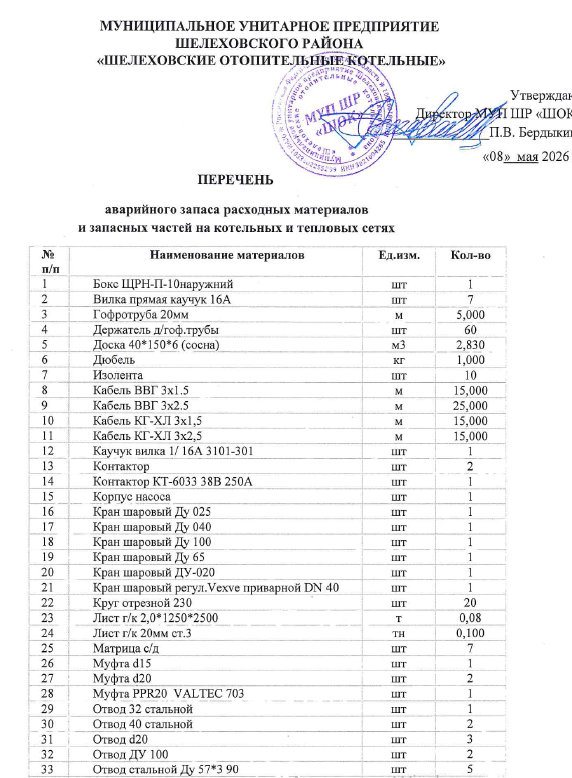 МУНИЦИПАЛЬНОЕ УНИТАРНОЕ ПРЕДПРИЯТИЕ
ШЕЛЕХОВСКОГО РАЙОНА
«ШЕЛЕХОВСКИЕ ОТОПИТЕЛЬНЫЕ КОТЕЛЬНЫЕ»
МУП ШР
«ШОК»
Утверждаю
Директор МУП ШР «ШОК
П.В. Бердыки
«08» мая 2026
ПЕРЕЧЕНЬ
аварийного запаса расходных материалов
и запасных частей на котельных и тепловых сетях
№ п/п Наименование материалов Ед.изм. Кол-во
1 Бокс ЩРН-П-10наружний шт 1
2 Вилка прямая каучук 16А шт 7
3 Гофротруба 20мм м 5,000
4 Держатель д/гоф.трубы шт 60
5 Доска 40*150*6 (сосна) м3 2,830
6 Дюбель кг 1,000
7 Изолента шт 10
8 Кабель ВВГ 3х1.5 м 15,000
9 Кабель ВВГ 3х2.5 м 25,000
10 Кабель КГ-ХЛ 3х1,5 м 15,000
11 Кабель КГ-ХЛ 3х2,5 м 15,000
12 Каучук вилка 1/ 16А 3101-301 шт 1
13 Контактор шт 2
14 Контактор КТ-6033 38В 250А шт 1
15 Корпус насоса шт 1
16 Кран шаровый Ду 025 шт 1
17 Кран шаровый Ду 040 шт 1
18 Кран шаровый Ду 100 шт 1
19 Кран шаровый Ду 65 шт 1
20 Кран шаровый ДУ-020 шт 1
21 Кран шаровый регул.Vexve приварной DN 40 шт 1
22 Круг отрезной 230 шт 20
23 Лист г/к 2,0*1250*2500 т 0,08
24 Лист г/к 20мм ст.3 тн 0,100
25 Матрица с/д шт 7
26 Муфта d15 шт 1
27 Муфта d20 шт 2
28 Муфта PPR20 VALTEC 703 шт 1
29 Отвод 32 стальной шт 1
30 Отвод 40 стальной шт 2
31 Отвод d20 шт 3
32 Отвод ДУ 100 шт 2
33 Отвод стальной Ду 57*3 90 шт 5